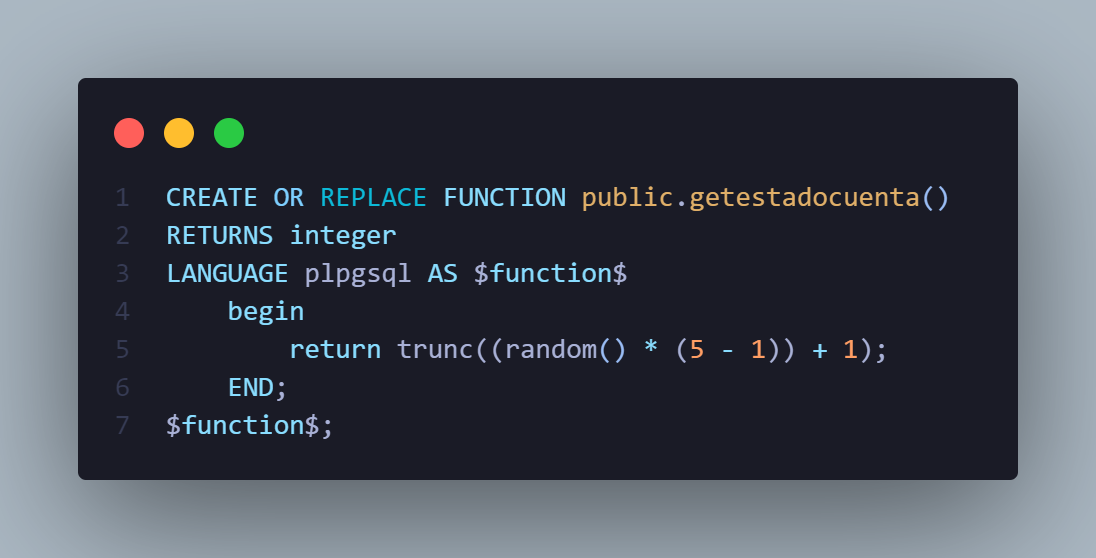 1 CREATE OR REPLACE FUNCTION public.getestadocuenta()
2 RETURNS integer
3 LANGUAGE plpgsql AS $function$
4     begin
5         return trunc((random() * (5 - 1)) + 1);
6     END;
7 $function$;